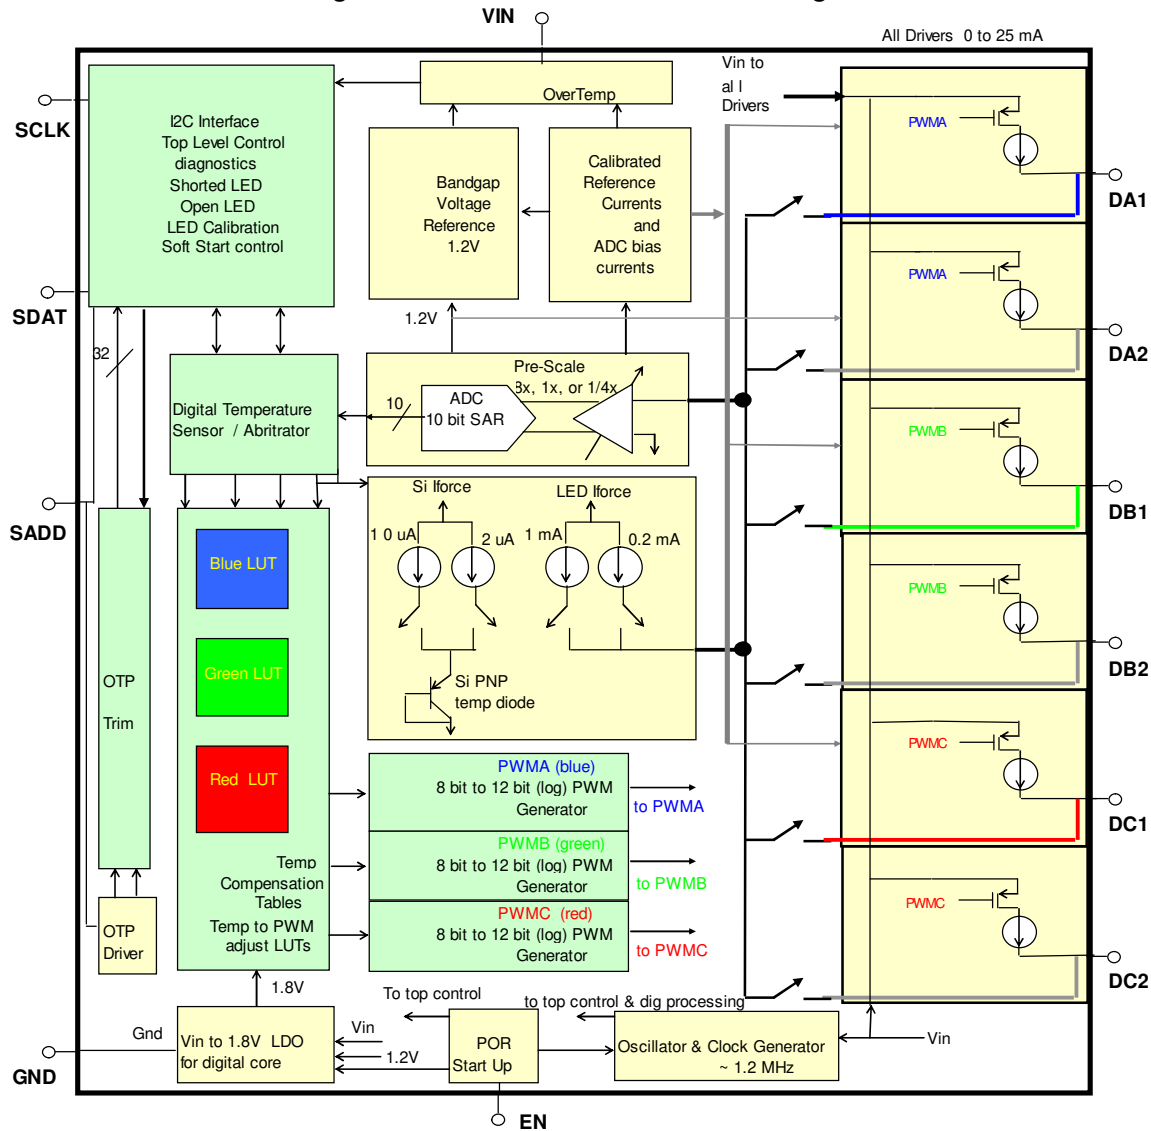 VIN
All Drivers 0 to 25 mA
SCLK
I2C Interface
Top Level Control
diagnostics
Shorted LED
Open LED
LED Calibration
Soft Start control
OverTemp
Vin to
al l
Drivers
Bandgap
Voltage
Reference
1.2V
Calibrated
Reference
Currents
and
ADC bias
currents
PWMA
DA1
PWMA
DA2
SDAT
1.2V
32
Digital Temperature
Sensor / Abritrator
10
ADC
10 bit SAR
Pre-Scale
8x, 1x, or 1/4x
PWMB
DB1
SADD
Si Iforce
LED Iforce
1 0 uA
2 uA
1 mA
0.2 mA
Si PNP
temp diode
PWMB
DB2
Blue LUT
Green LUT
Red LUT
OTP
Trim
Temp
Compensation
Tables
Temp to PWM
adjust LUTs
PWMA (blue)
8 bit to 12 bit (log) PWM
Generator
to PWMA
PWMB (green)
8 bit to 12 bit (log) PWM
Generator
to PWMB
PWMC (red)
8 bit to 12 bit (log) PWM
Generator
to PWMC
PWMC
DC1
PWMC
DC2
OTP
Driver
1.8V
To top control
to top control & dig processing
Gnd
GND
Vin to 1.8V LDO
for digital core
Vin
1.2V
POR
Start Up
Oscillator & Clock Generator
~ 1.2 MHz
Vin
EN